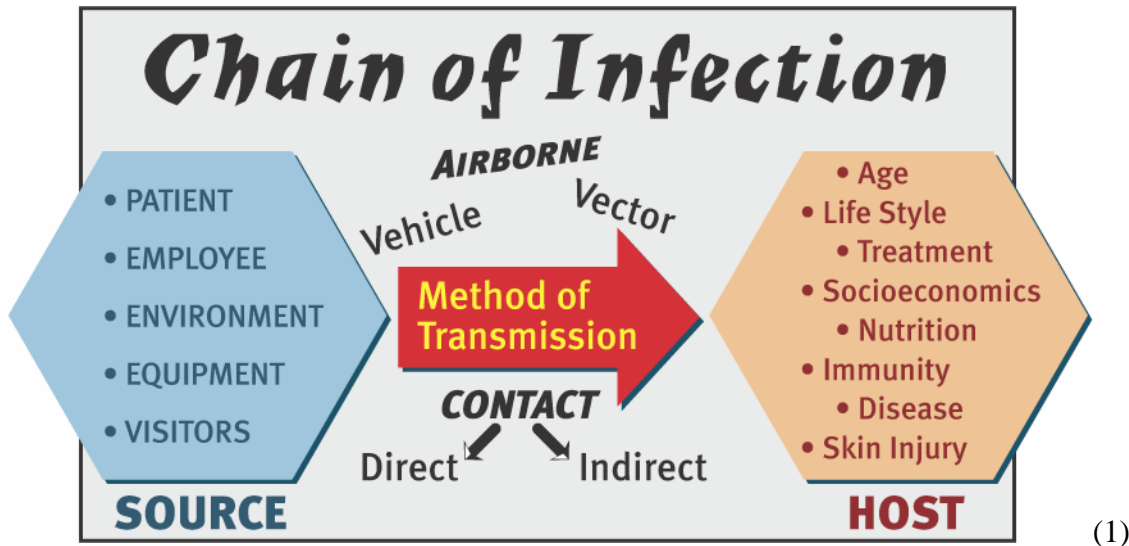 Chain of Infection
AIRBORNE
Vehicle
Vector
• PATIENT
• EMPLOYEE
• ENVIRONMENT
• EQUIPMENT
• VISITORS
SOURCE
Method of
Transmission
CONTACT
Direct
Indirect
• Age
• Life Style
• Treatment
• Socioeconomics
• Nutrition
• Immunity
• Disease
• Skin Injury
HOST
(1)